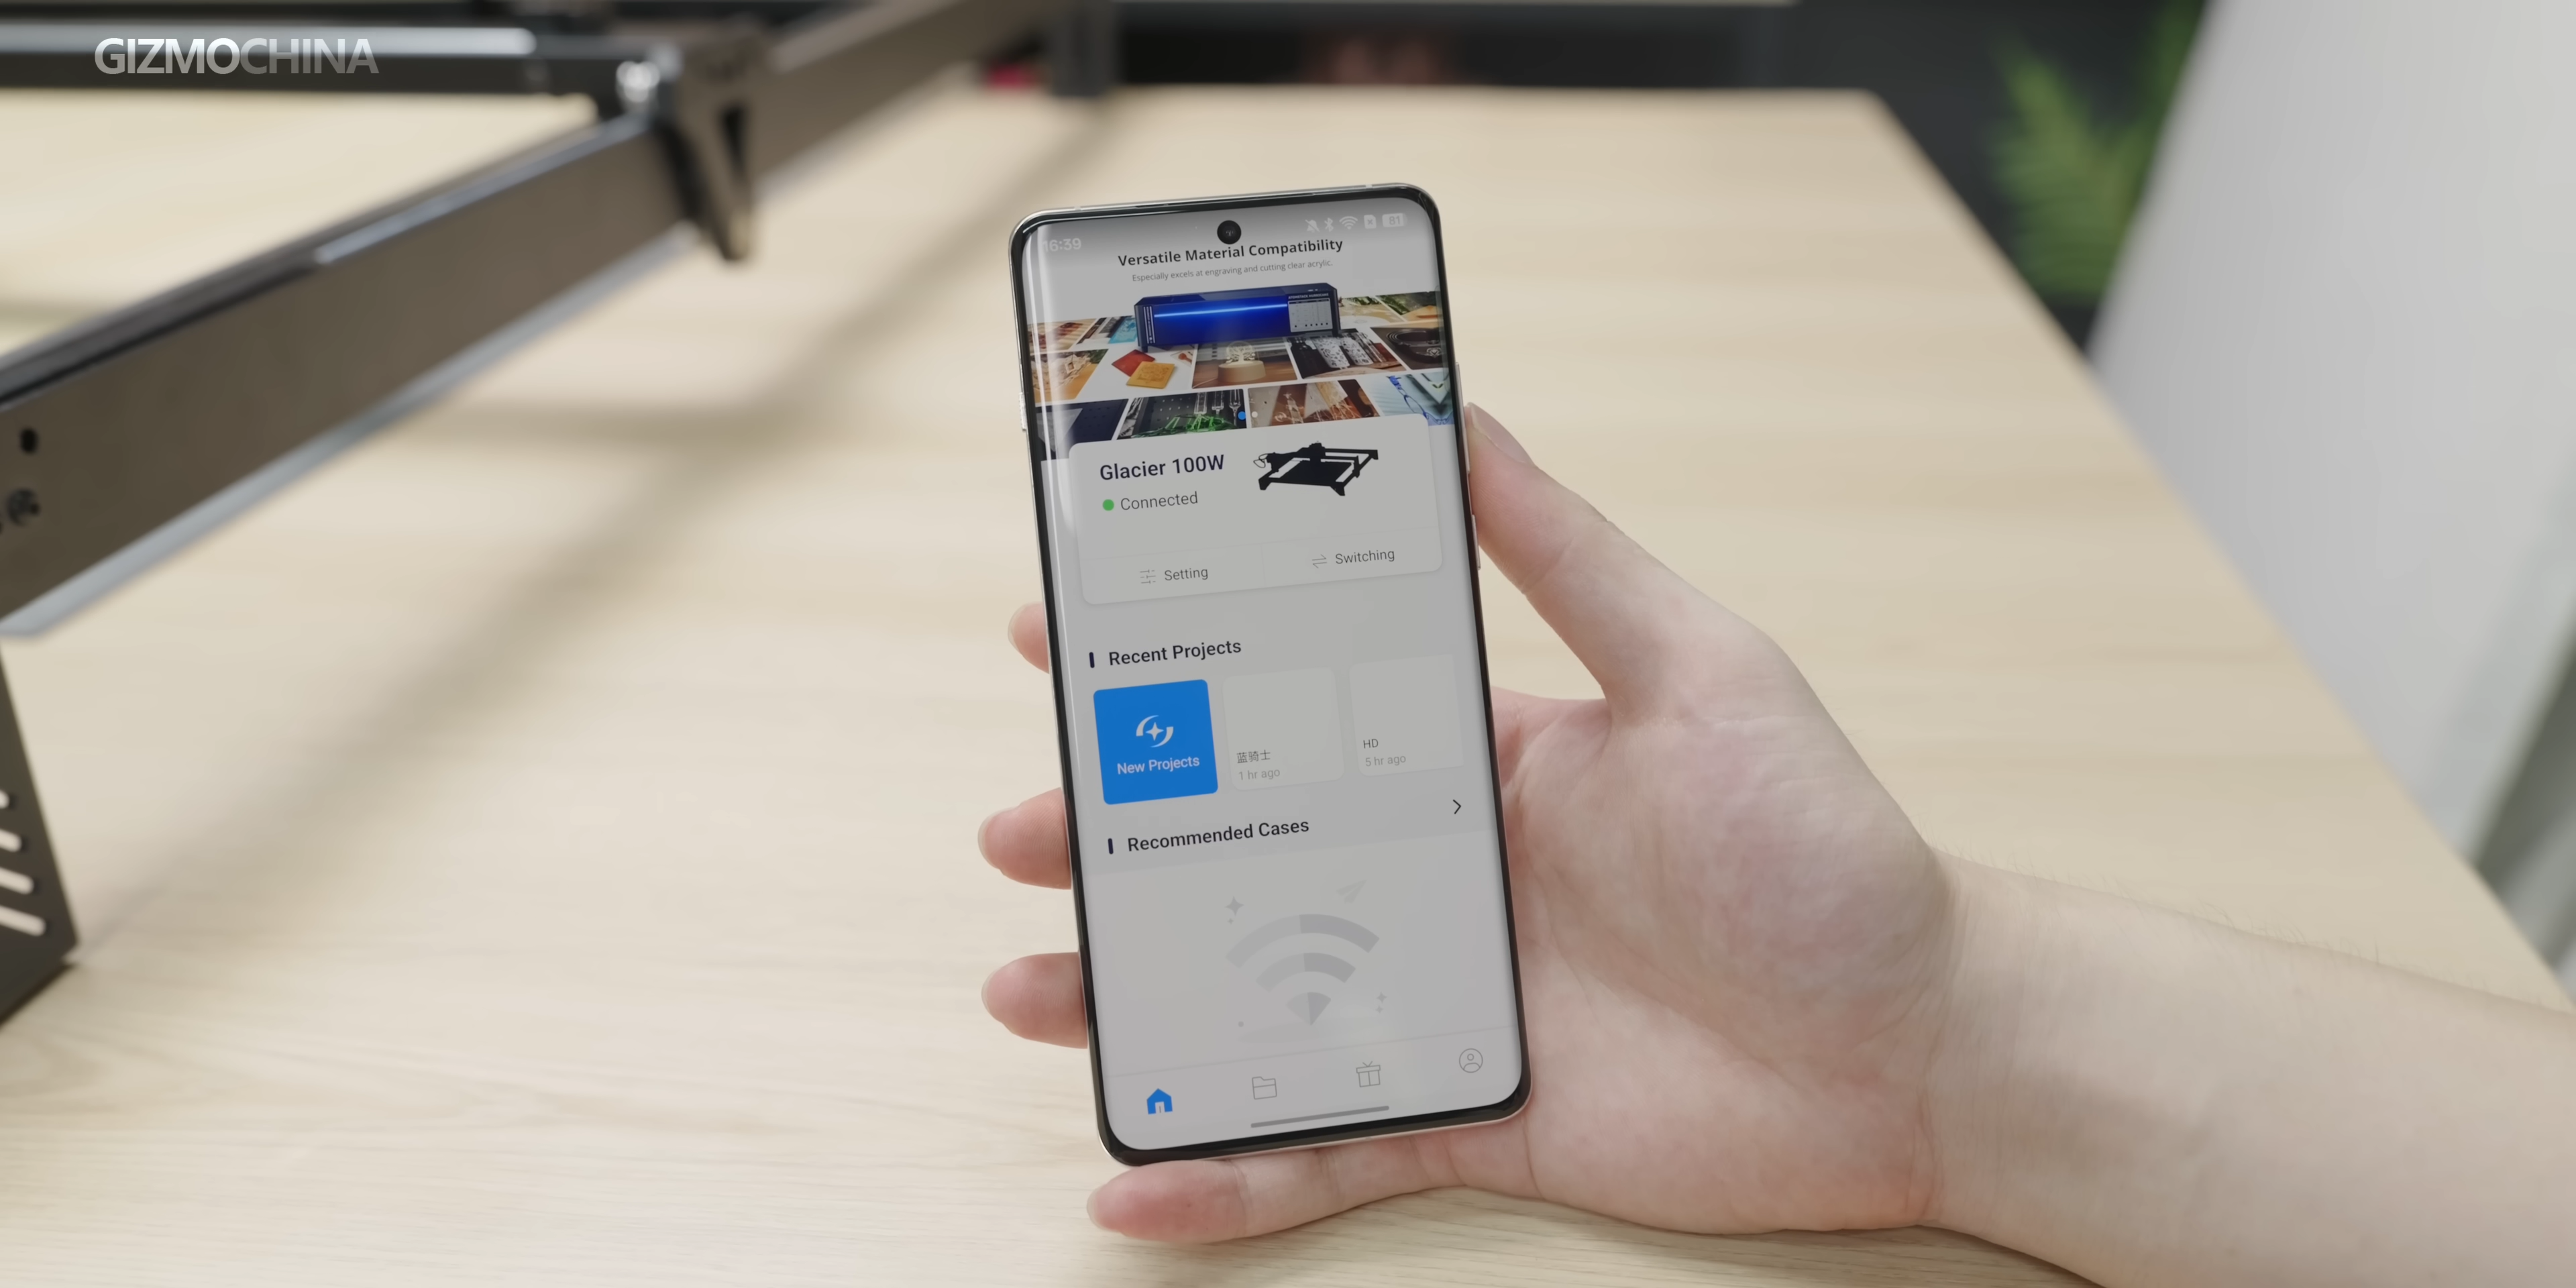 GIZMOCHINA
16:39
81
Versatile Material Compatibility
Especially excels at engraving and cutting clear acrylic.
Glacier 100W
Connected
Setting
Switching
Recent Projects
New Projects
蓝骑士
1 hr ago
HD
5 hr ago
Recommended Cases